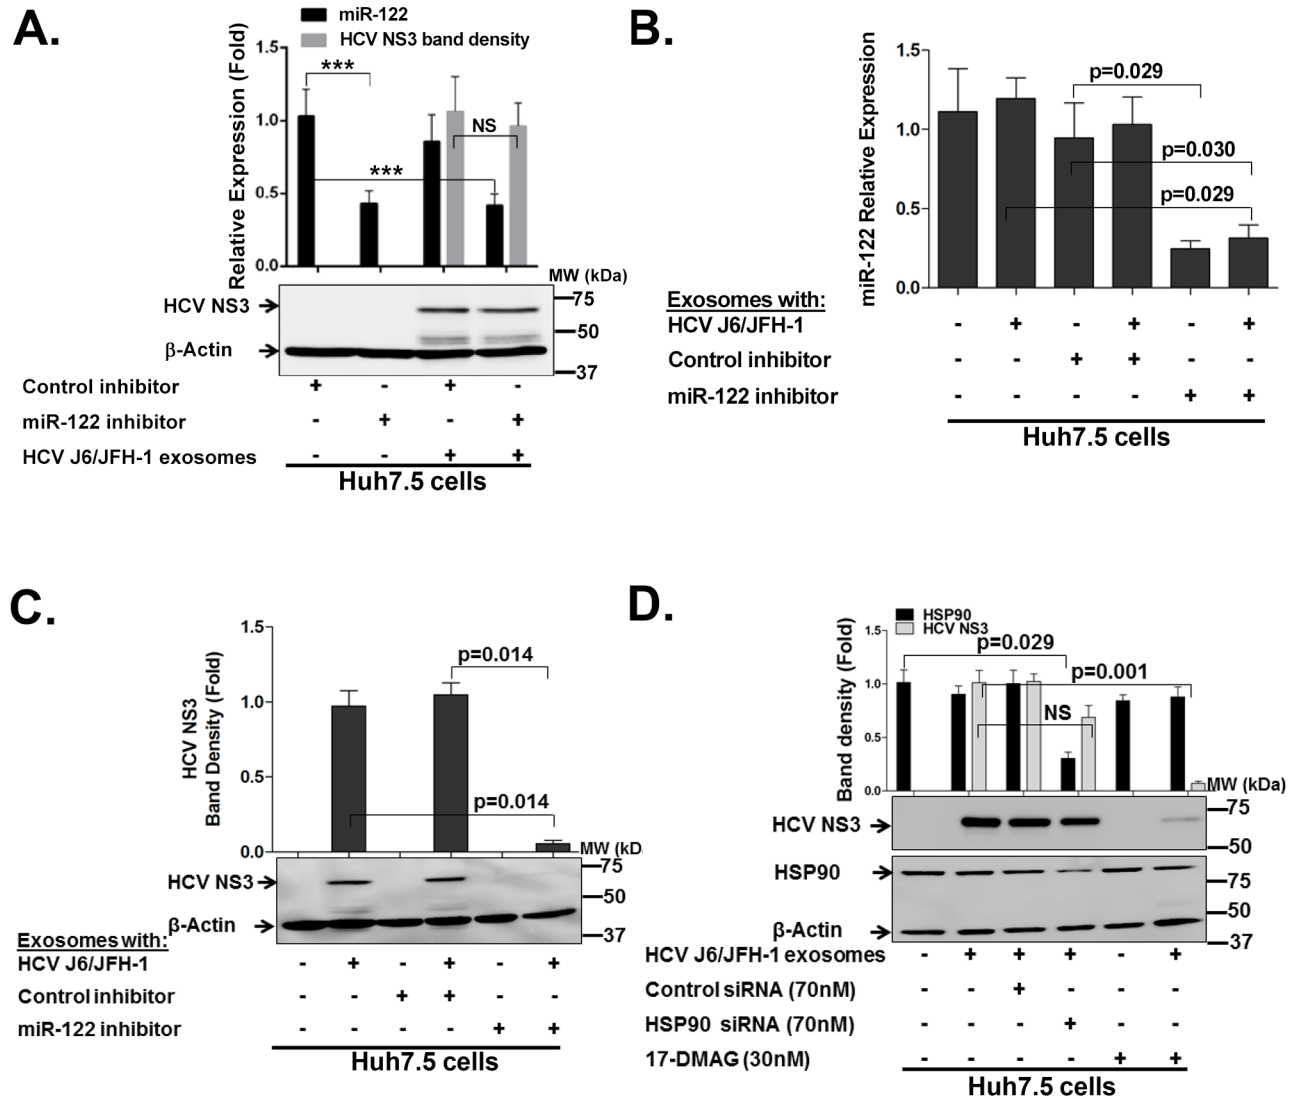 A.
miR-122
HCV NS3 band density
Relative Expression (Fold)
1.5
1.0
0.5
0.0
***
***
NS
MW (kDa)
HCV NS3
75
50
β-Actin
37
Control inhibitor + - + -
miR-122 inhibitor - + - +
HCV J6/JFH-1 exosomes - - + +
Huh7.5 cells
B.
miR-122 Relative Expression
1.5
1.0
0.5
0.0
p=0.029
p=0.030
p=0.029
Exosomes with:
HCV J6/JFH-1 - + - + - +
Control inhibitor - - + + - -
miR-122 inhibitor - - - - + +
Huh7.5 cells
C.
HCV NS3
Band Density (Fold)
1.5
1.0
0.5
0.0
p=0.014
p=0.014
MW (kD
75
HCV NS3
50
β-Actin
37
Exosomes with:
HCV J6/JFH-1 - + - + - +
Control inhibitor - - + + - -
miR-122 inhibitor - - - - + +
Huh7.5 cells
D.
HSP90
HCV NS3
Band density (Fold)
1.5
1.0
0.5
0.0
p=0.029
p=0.001
NS
MW (kDa)
75
HCV NS3
50
HSP90
75
50
β-Actin
37
HCV J6/JFH-1 exosomes - + + + - +
Control siRNA (70nM) - - + - - -
HSP90 siRNA (70nM) - - - + - -
17-DMAG (30nM) - - - - + +
Huh7.5 cells